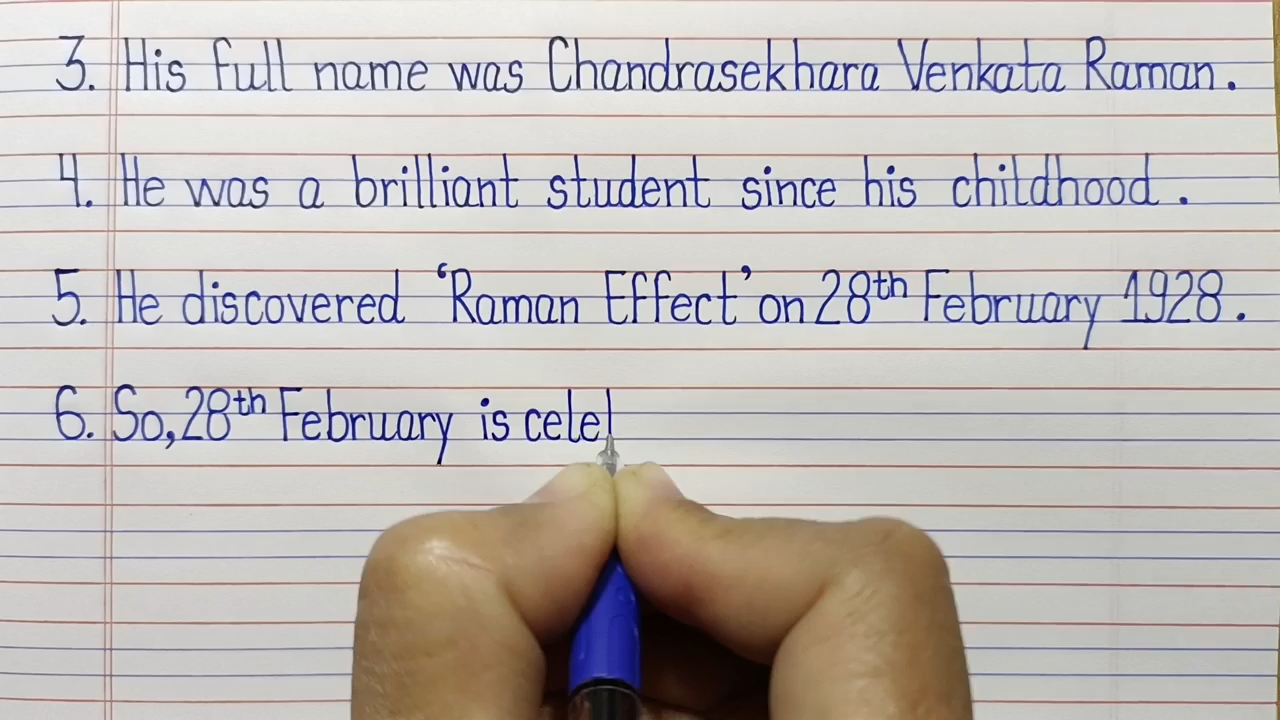 3. His full name was Chandrasekhara Venkata Raman.
4. He was a brilliant student since his childhood.
5. He discovered ‘Raman Effect’ on 28th February 1928.
6. So, 28th February is cel